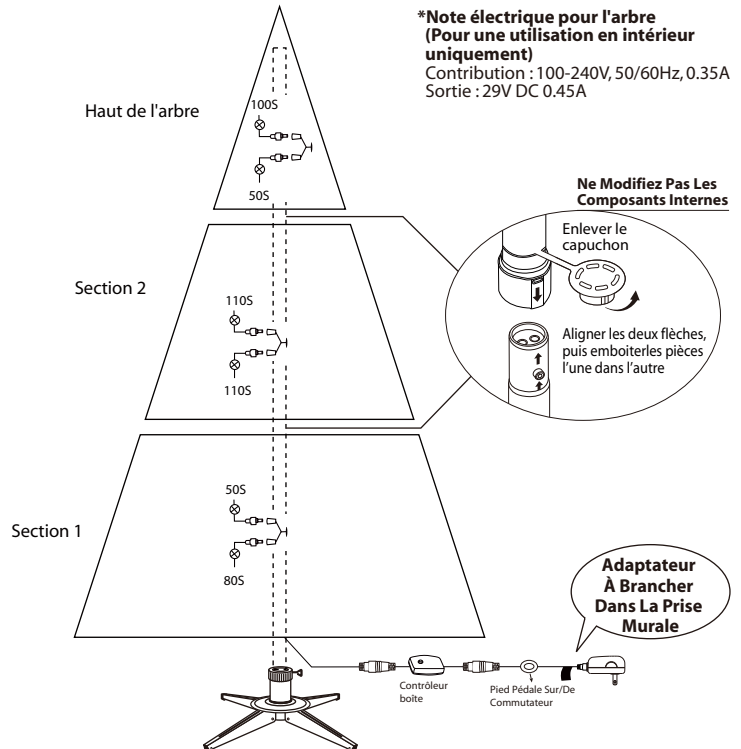 *Note électrique pour l'arbre
(Pour une utilisation en intérieur
uniquement)
Contribution : 100-240V, 50/60Hz, 0.35A
Sortie : 29V DC 0.45A
Haut de l'arbre
100S
50S
Ne Modifiez Pas Les
Composants Internes
Enlever le
capuchon
Aligner les deux flèches,
puis emboiterles pièces
l'une dans l'autre
Section 2
110S
110S
Section 1
50S
80S
Adaptateur
À Brancher
Dans La Prise
Murale
Contrôleur
boîte
Pied Pédale Sur/De
Commutateur